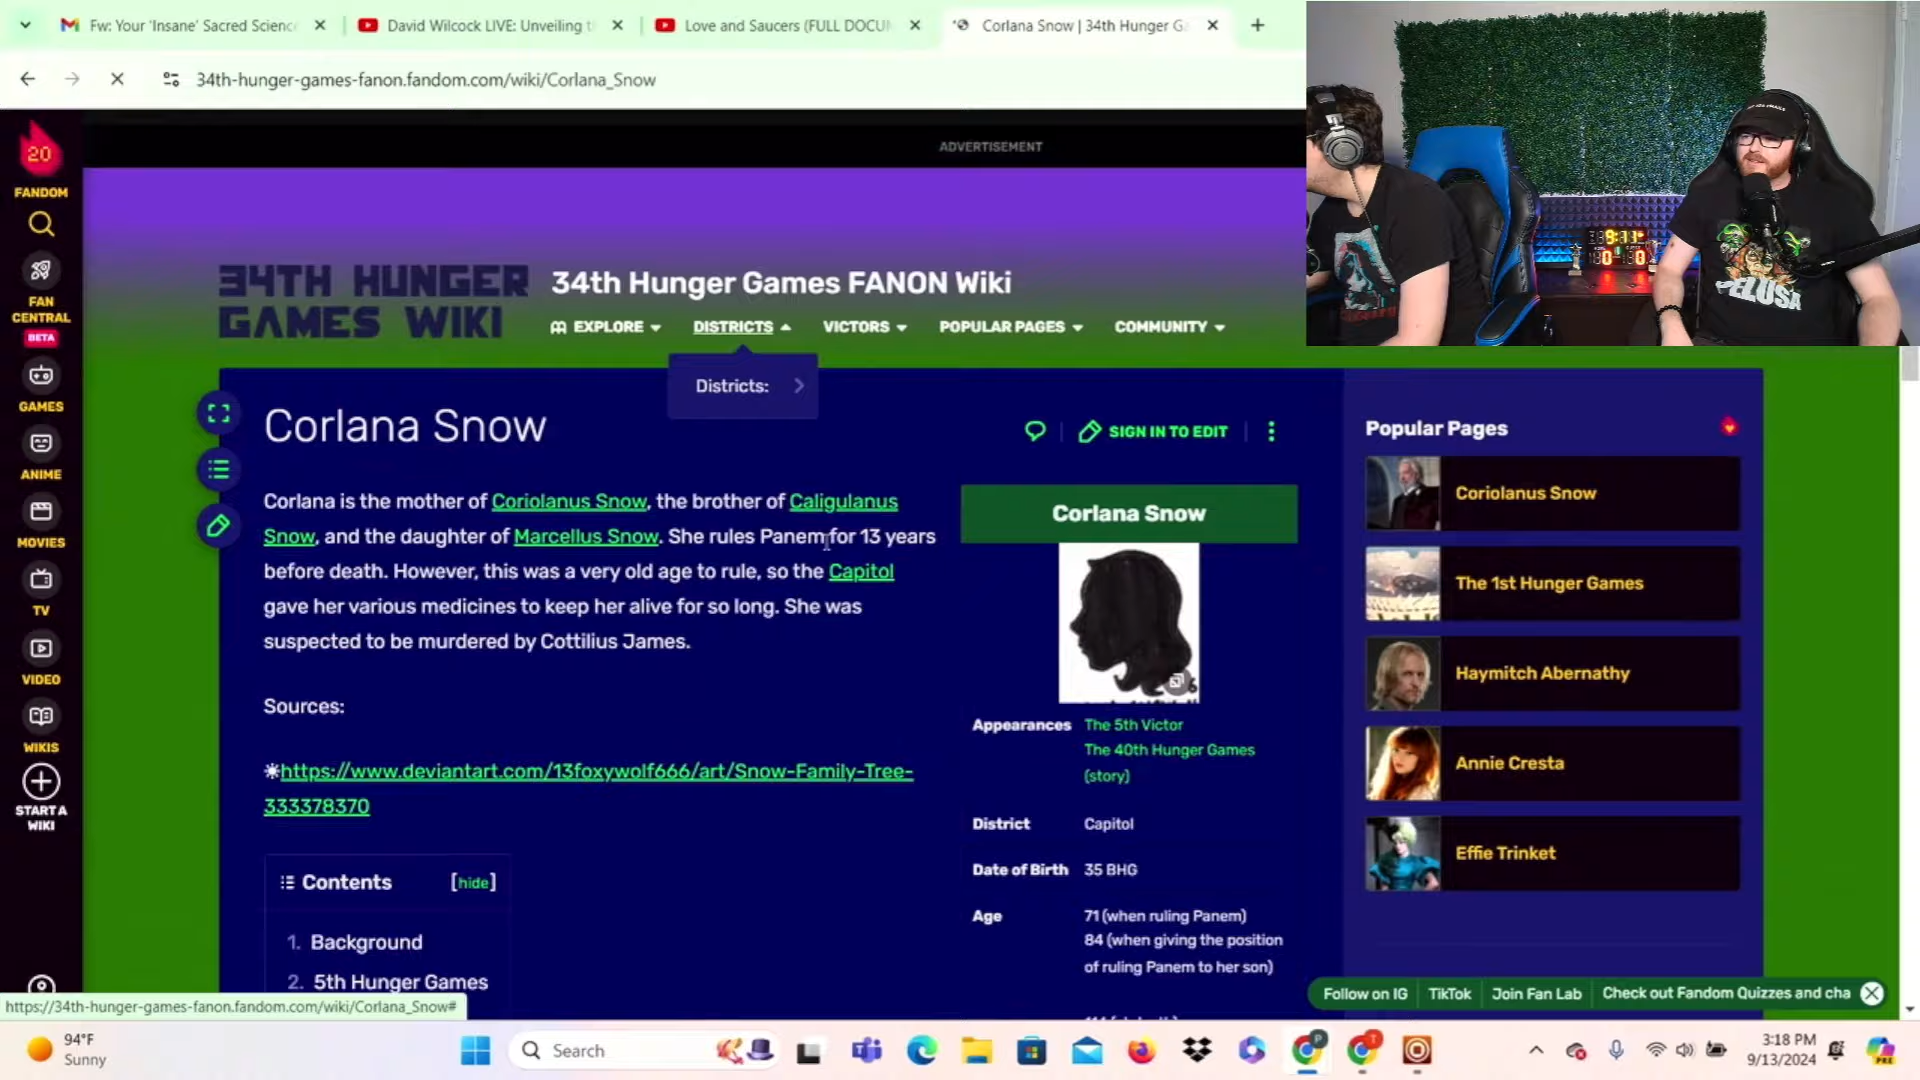 Fw: Your 'Insane' Sacred Science
David Wilcock LIVE: Unveiling t
Love and Saucers (FULL DOCU
Corlana Snow | 34th Hunger G
34th-hunger-games-fanon.fandom.com/wiki/Corlana_Snow
ADVERTISEMENT
20
FANDOM
FAN
CENTRAL
BETA
GAMES
ANIME
MOVIES
TV
VIDEO
WIKIS
START A
WIKI
34TH HUNGER
GAMES WIKI
34th Hunger Games FANON Wiki
EXPLORE
DISTRICTS
VICTORS
POPULAR PAGES
COMMUNITY
Districts:
Corlana Snow
SIGN IN TO EDIT
Corlana is the mother of Coriolanus Snow, the brother of Caligulanus
Snow, and the daughter of Marcellus Snow. She rules Panem for 13 years
before death. However, this was a very old age to rule, so the Capitol
gave her various medicines to keep her alive for so long. She was
suspected to be murdered by Cottilius James.
Sources:
https://www.deviantart.com/13foxywolf666/art/Snow-Family-Tree-
333378370
Contents [hide]
1. Background
2. 5th Hunger Games
Corlana Snow
Appearances The 5th Victor
The 40th Hunger Games
(story)
District Capitol
Date of Birth 35 BHG
Age 71 (when ruling Panem)
84 (when giving the position
of ruling Panem to her son)
Popular Pages
Coriolanus Snow
The 1st Hunger Games
Haymitch Abernathy
Annie Cresta
Effie Trinket
Follow on IG
TikTok
Join Fan Lab
Check out Fandom Quizzes and cha
https://34th-hunger-games-fanon.fandom.com/wiki/Corlana_Snow#
94°F
Sunny
Search
3:18 PM
9/13/2024
PRE
PELUSA